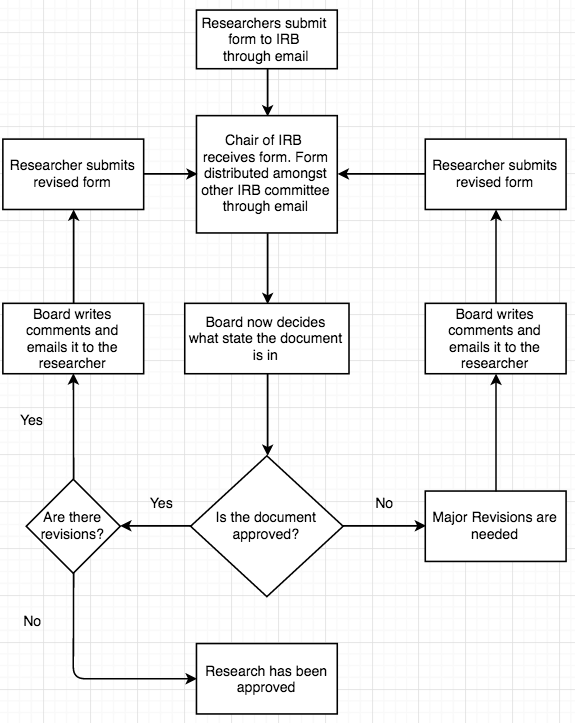 Researchers submit
form to IRB
through email
Chair of IRB
receives form. Form
distributed amongst
other IRB committee
through email
Researcher submits
revised form
Researcher submits
revised form
Board writes
comments and
emails it to the
researcher
Board now decides
what state the document
is in
Board writes
comments and
emails it to the
researcher
Yes
Are there
revisions?
Yes
Is the document
approved?
No
Major Revisions are
needed
No
Research has been
approved